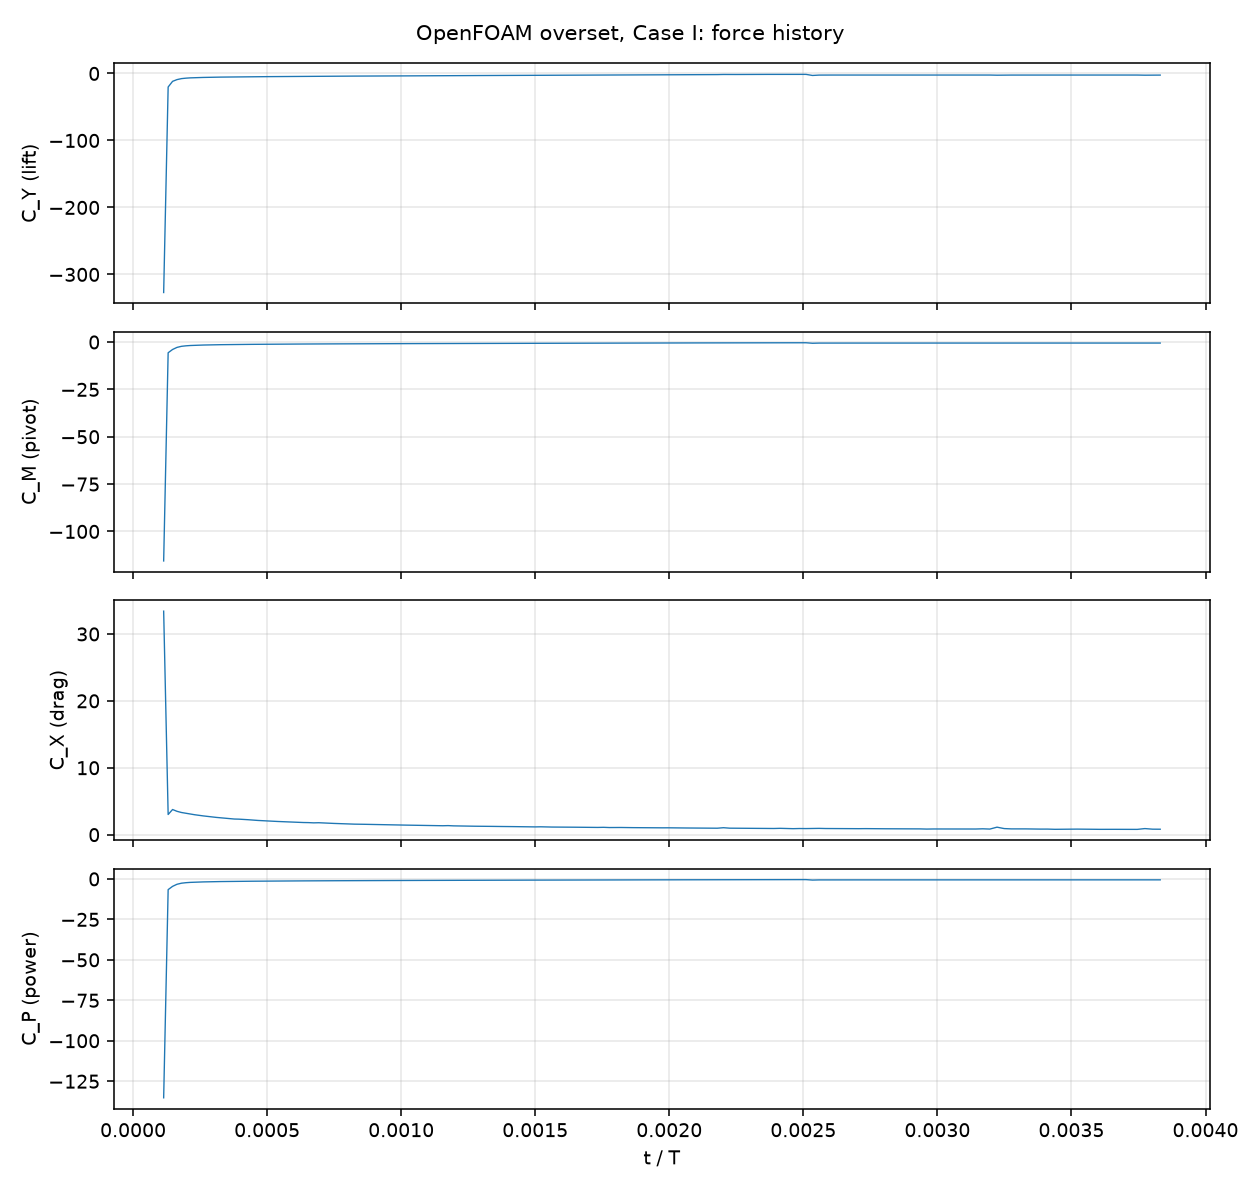 OpenFOAM overset, Case I: force history
0
−100
−200
−300
C_Y (lift)
0
−25
−50
−75
−100
C_M (pivot)
30
20
10
0
C_X (drag)
0
−25
−50
−75
−100
−125
C_P (power)
0.0000 0.0005 0.0010 0.0015 0.0020 0.0025 0.0030 0.0035 0.0040
t / T